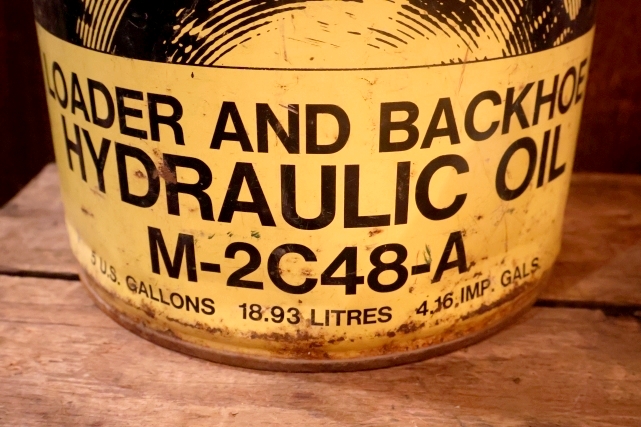 LOADER AND BACKHOE
HYDRAULIC OIL
M-2C48-A
5 U.S. GALLONS 18.93 LITRES 4.16 IMP. GALS.